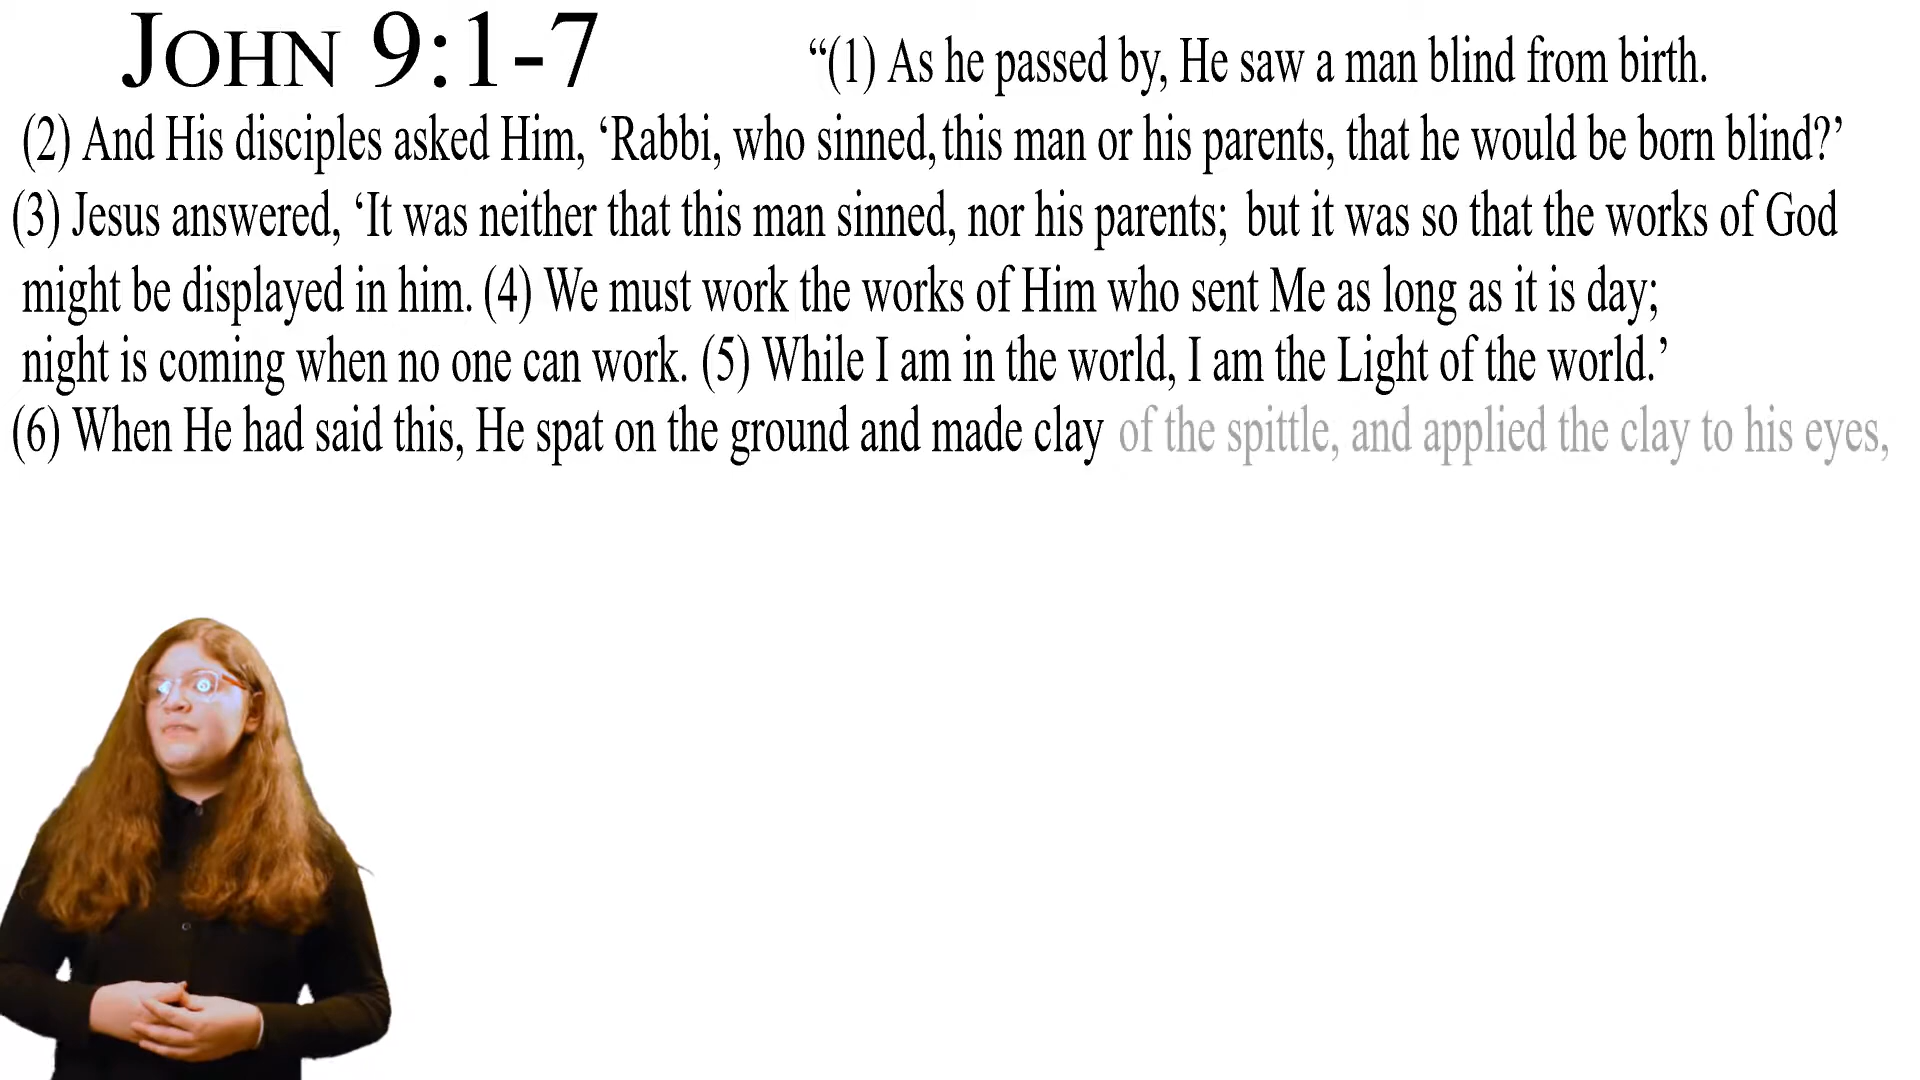 JOHN 9:1-7 “(1) As he passed by, He saw a man blind from birth.
(2) And His disciples asked Him, ‘Rabbi, who sinned, this man or his parents, that he would be born blind?’
(3) Jesus answered, ‘It was neither that this man sinned, nor his parents; but it was so that the works of God
might be displayed in him. (4) We must work the works of Him who sent Me as long as it is day;
night is coming when no one can work. (5) While I am in the world, I am the Light of the world.’
(6) When He had said this, He spat on the ground and made clay of the spittle, and applied the clay to his eyes,